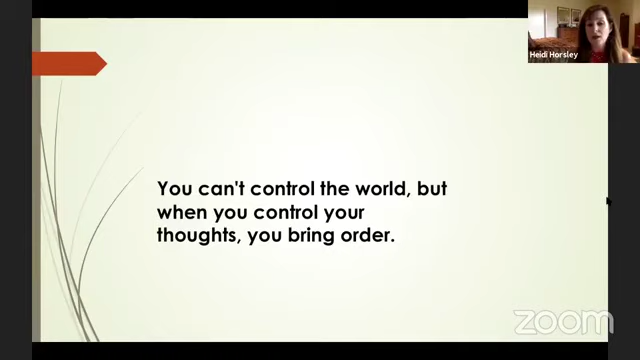 Heidi Horsley
You can't control the world, but
when you control your
thoughts, you bring order.
zoom